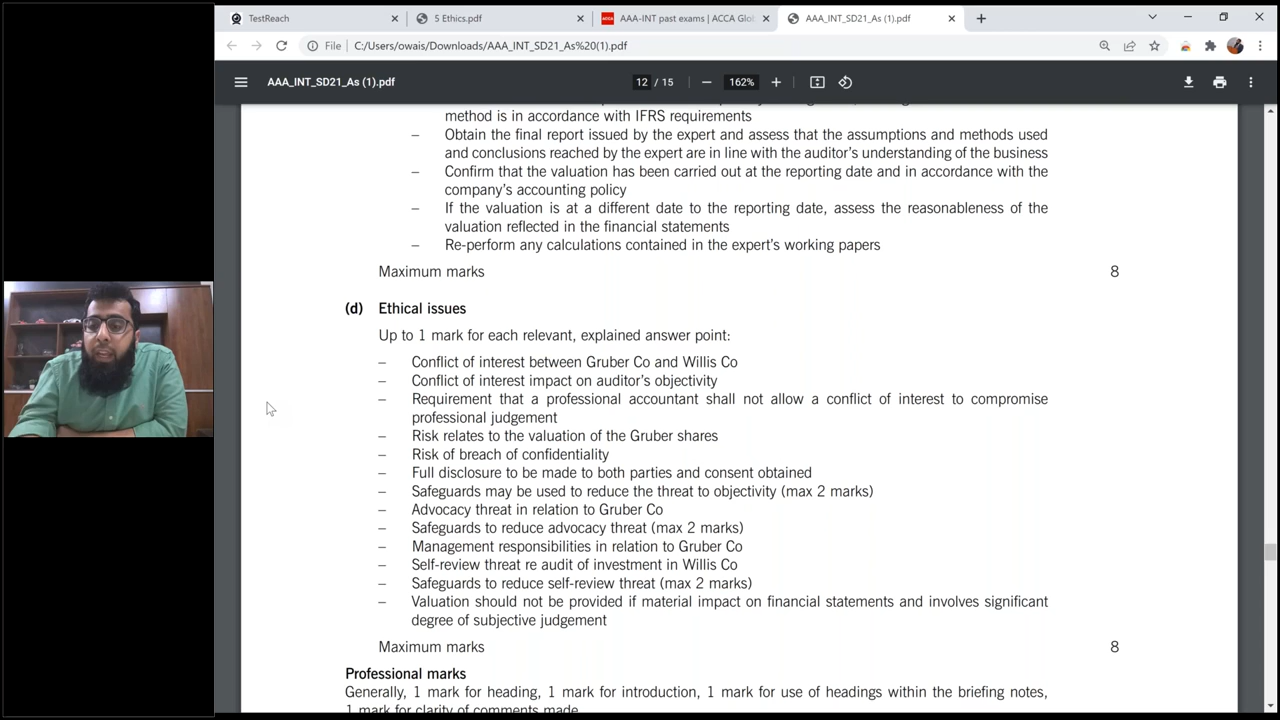 TestReach
5 Ethics.pdf
AAA-INT past exams | ACCA Glob
AAA_INT_SD21_As (1).pdf
File
C:/Users/owais/Downloads/AAA_INT_SD21_As%20(1).pdf
AAA_INT_SD21_As (1).pdf
12 / 15
162%
method is in accordance with IFRS requirements
– Obtain the final report issued by the expert and assess that the assumptions and methods used
and conclusions reached by the expert are in line with the auditor's understanding of the business
– Confirm that the valuation has been carried out at the reporting date and in accordance with the
company's accounting policy
– If the valuation is at a different date to the reporting date, assess the reasonableness of the
valuation reflected in the financial statements
– Re-perform any calculations contained in the expert's working papers
Maximum marks 8
(d) Ethical issues
Up to 1 mark for each relevant, explained answer point:
– Conflict of interest between Gruber Co and Willis Co
– Conflict of interest impact on auditor's objectivity
– Requirement that a professional accountant shall not allow a conflict of interest to compromise
professional judgement
– Risk relates to the valuation of the Gruber shares
– Risk of breach of confidentiality
– Full disclosure to be made to both parties and consent obtained
– Safeguards may be used to reduce the threat to objectivity (max 2 marks)
– Advocacy threat in relation to Gruber Co
– Safeguards to reduce advocacy threat (max 2 marks)
– Management responsibilities in relation to Gruber Co
– Self-review threat re audit of investment in Willis Co
– Safeguards to reduce self-review threat (max 2 marks)
– Valuation should not be provided if material impact on financial statements and involves significant
degree of subjective judgement
Maximum marks 8
Professional marks
Generally, 1 mark for heading, 1 mark for introduction, 1 mark for use of headings within the briefing notes,
1 mark for clarity of comments made